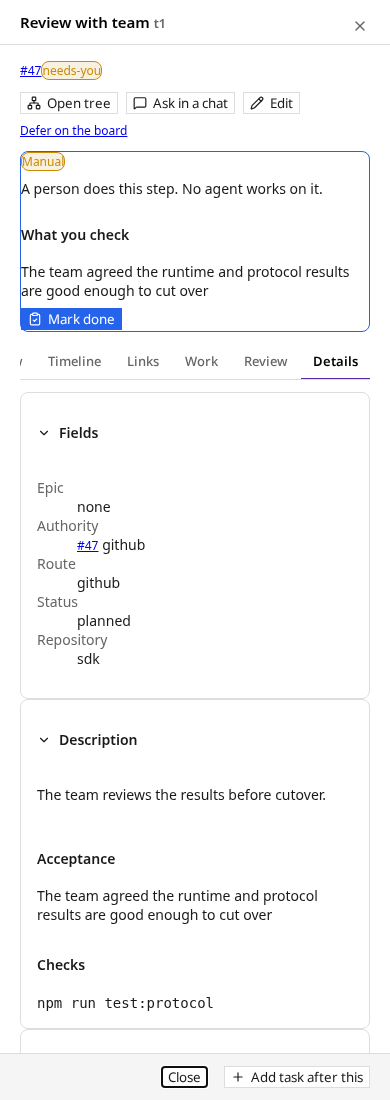 Review with team t1
#47 needs-you
Open tree Ask in a chat Edit
Defer on the board
Manual
A person does this step. No agent works on it.
What you check
The team agreed the runtime and protocol results
are good enough to cut over
Mark done
Timeline Links Work Review Details
Fields
Epic
none
Authority
#47 github
Route
github
Status
planned
Repository
sdk
Description
The team reviews the results before cutover.
Acceptance
The team agreed the runtime and protocol
results are good enough to cut over
Checks
npm run test:protocol
Close Add task after this